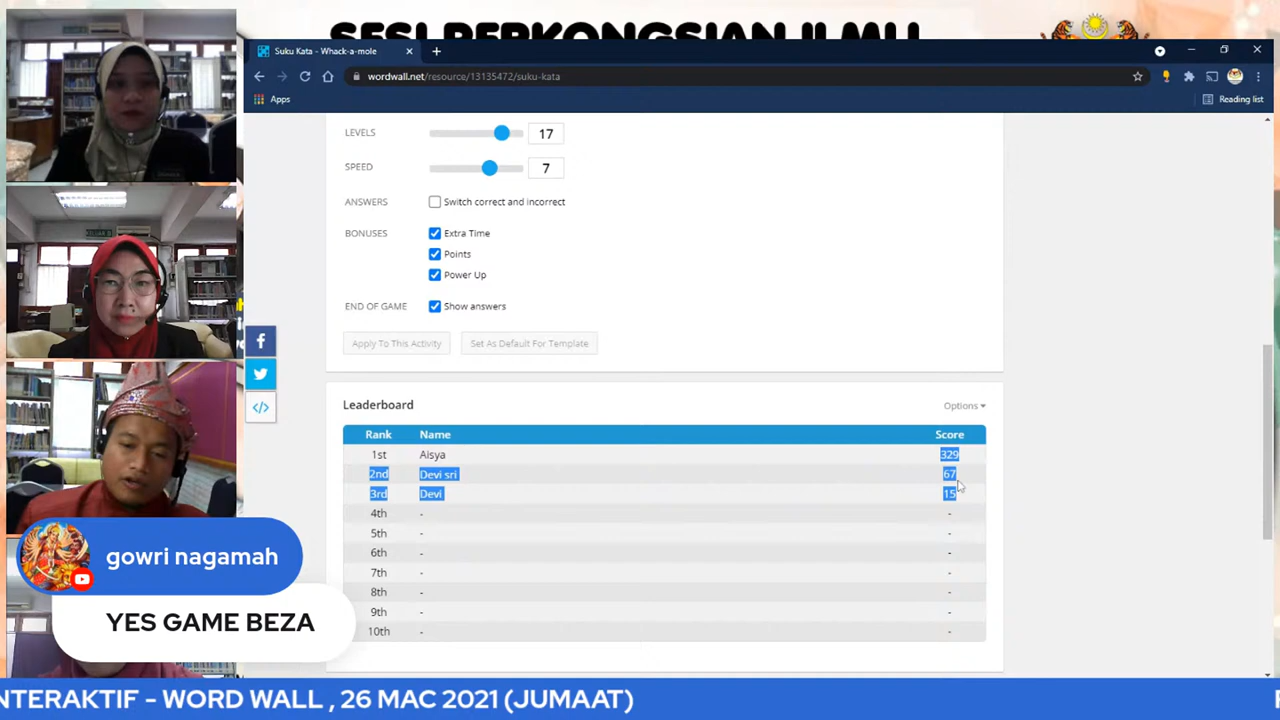 SESI PERKONGSIAN ILMU
Suku Kata - Whack-a-mole
wordwall.net/resource/13135472/suku-kata
Apps
Reading list
LEVELS 17
SPEED 7
ANSWERS Switch correct and incorrect
BONUSES Extra Time
Points
Power Up
END OF GAME Show answers
Apply To This Activity Set As Default For Template
Leaderboard Options
Rank Name Score
1st Aisya 329
2nd Devi sri 67
3rd Devi 15
4th - -
5th - -
6th - -
7th - -
8th - -
9th - -
10th - -
gowri nagamah
YES GAME BEZA
NTERAKTIF - WORD WALL , 26 MAC 2021 (JUMAAT)